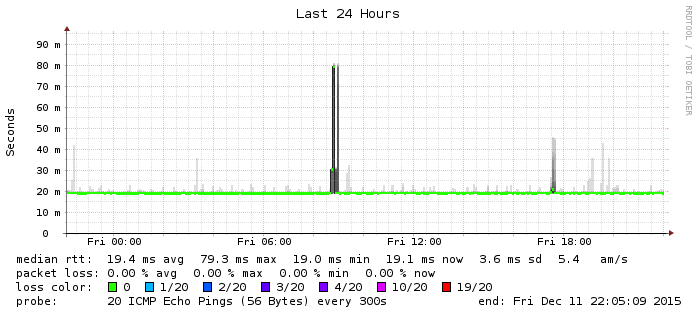 Last 24 Hours
RRDTOOL / TOBI OETIKER
Seconds
90 m
80 m
70 m
60 m
50 m
40 m
30 m
20 m
10 m
0
Fri 00:00 Fri 06:00 Fri 12:00 Fri 18:00
median rtt: 19.4 ms avg 79.3 ms max 19.0 ms min 19.1 ms now 3.6 ms sd 5.4 am/s
packet loss: 0.00 % avg 0.00 % max 0.00 % min 0.00 % now
loss color: 0 1/20 2/20 3/20 4/20 10/20 19/20
probe: 20 ICMP Echo Pings (56 Bytes) every 300s end: Fri Dec 11 22:05:09 2015